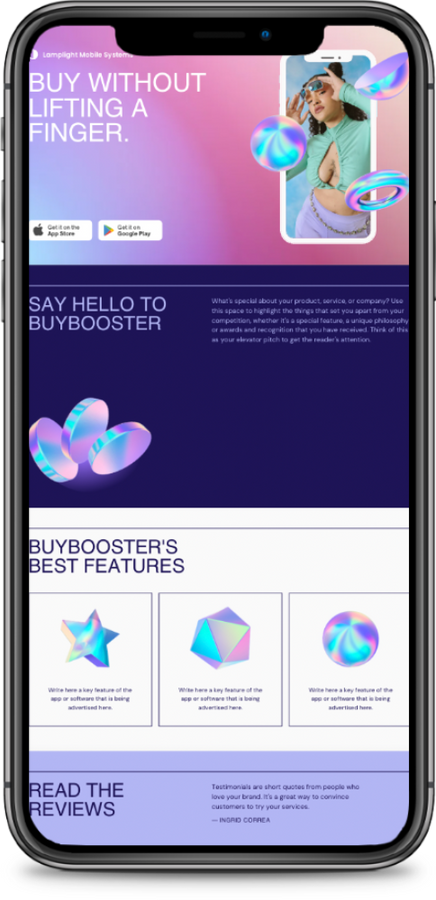 Lamplight Mobile Systems
BUY WITHOUT
LIFTING A
FINGER.
Get it on the
App Store
Get it on
Google Play
SAY HELLO TO
BUYBOOSTER
What's special about your product, service, or company? Use
this space to highlight the things that set you apart from your
competition, whether it's a special feature, a unique philosophy
or awards and recognition that you have received. Think of this
as your elevator pitch to get the reader's attention.
BUYBOOSTER'S
BEST FEATURES
Write here a key feature of the
app or software that is being
advertised here.
Write here a key feature of the
app or software that is being
advertised here.
Write here a key feature of the
app or software that is being
advertised here.
READ THE
REVIEWS
Testimonials are short quotes from people who
love your brand. It's a great way to convince
customers to try your services.
— INGRID CORREA